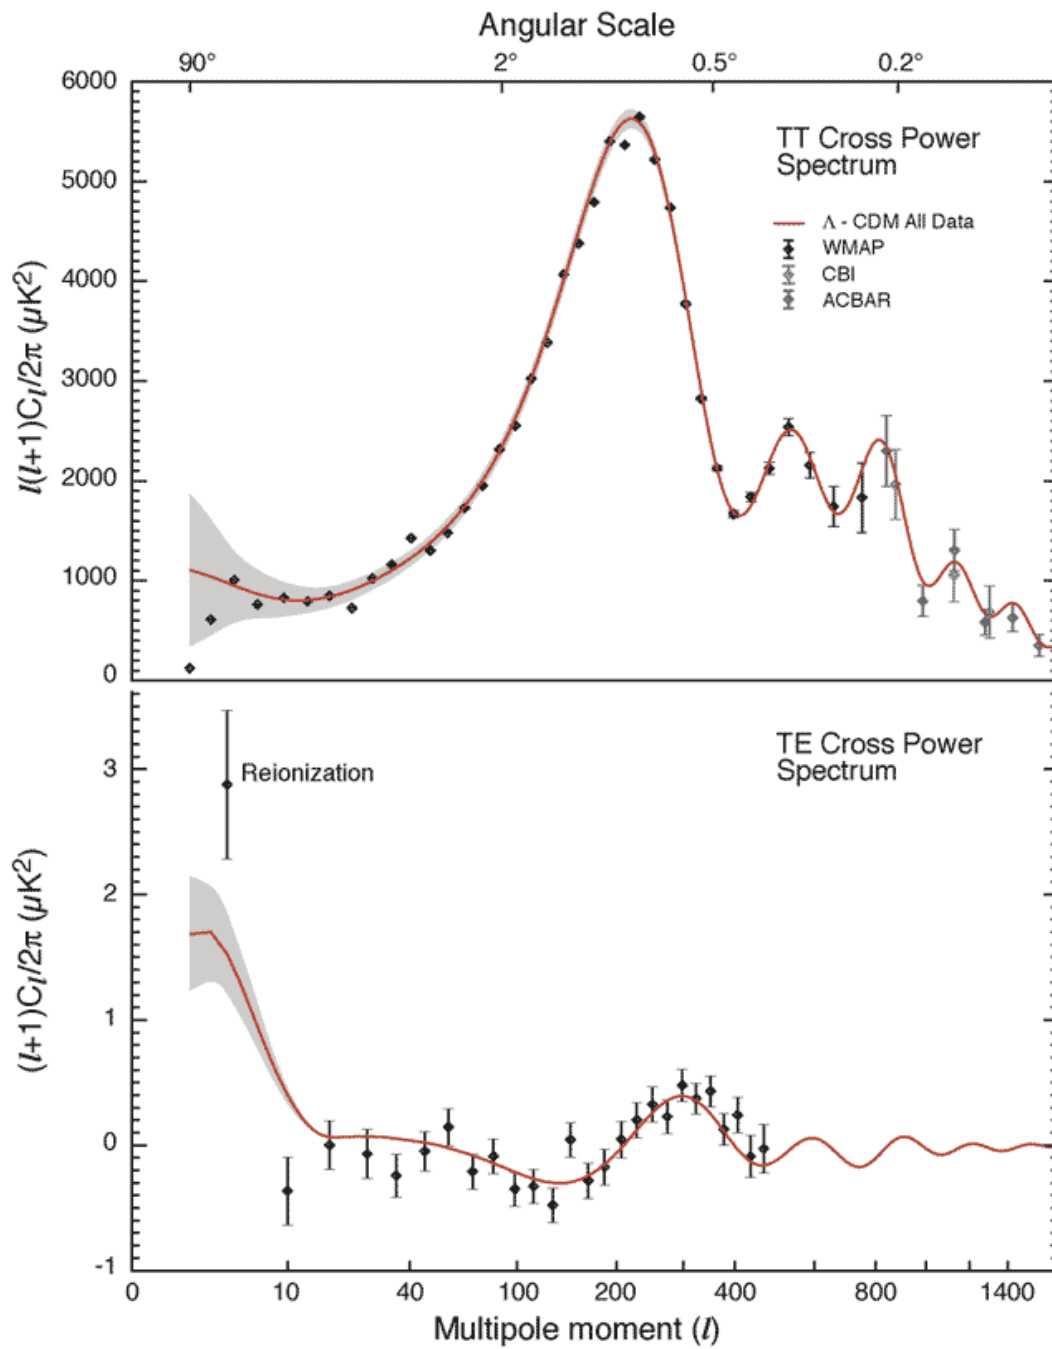 Angular Scale
90° 2° 0.5° 0.2°
6000
5000
4000
3000
2000
1000
0
l(l+1)Cl/2π (μK²)
TT Cross Power
Spectrum
Λ - CDM All Data
WMAP
CBI
ACBAR
3
2
1
0
-1
(l+1)Cl/2π (μK²)
Reionization
TE Cross Power
Spectrum
0 10 40 100 200 400 800 1400
Multipole moment (l)